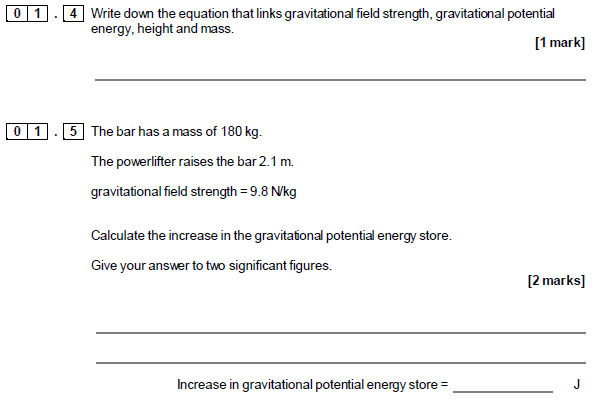 0 1 . 4 Write down the equation that links gravitational field strength, gravitational potential
energy, height and mass.
[1 mark]
0 1 . 5 The bar has a mass of 180 kg.
The powerlifter raises the bar 2.1 m.
gravitational field strength = 9.8 N/kg
Calculate the increase in the gravitational potential energy store.
Give your answer to two significant figures.
[2 marks]
Increase in gravitational potential energy store = J